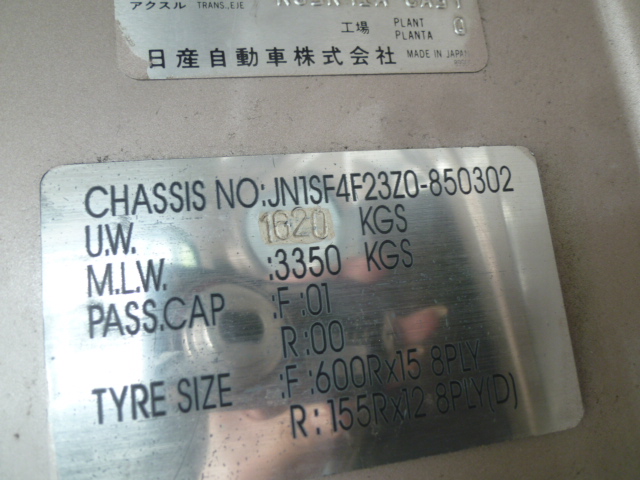 アクスル TRANS.EJE
工場 PLANT PLANTA
日産自動車株式会社 MADE IN JAPAN
CHASSIS NO:JN1SF4F23Z0-850302
U.W. 1620 KGS
M.L.W. :3350 KGS
PASS.CAP :F :01
R:00
TYRE SIZE :F :600Rx15 8PLY
R:155Rx12 8PLY(D)